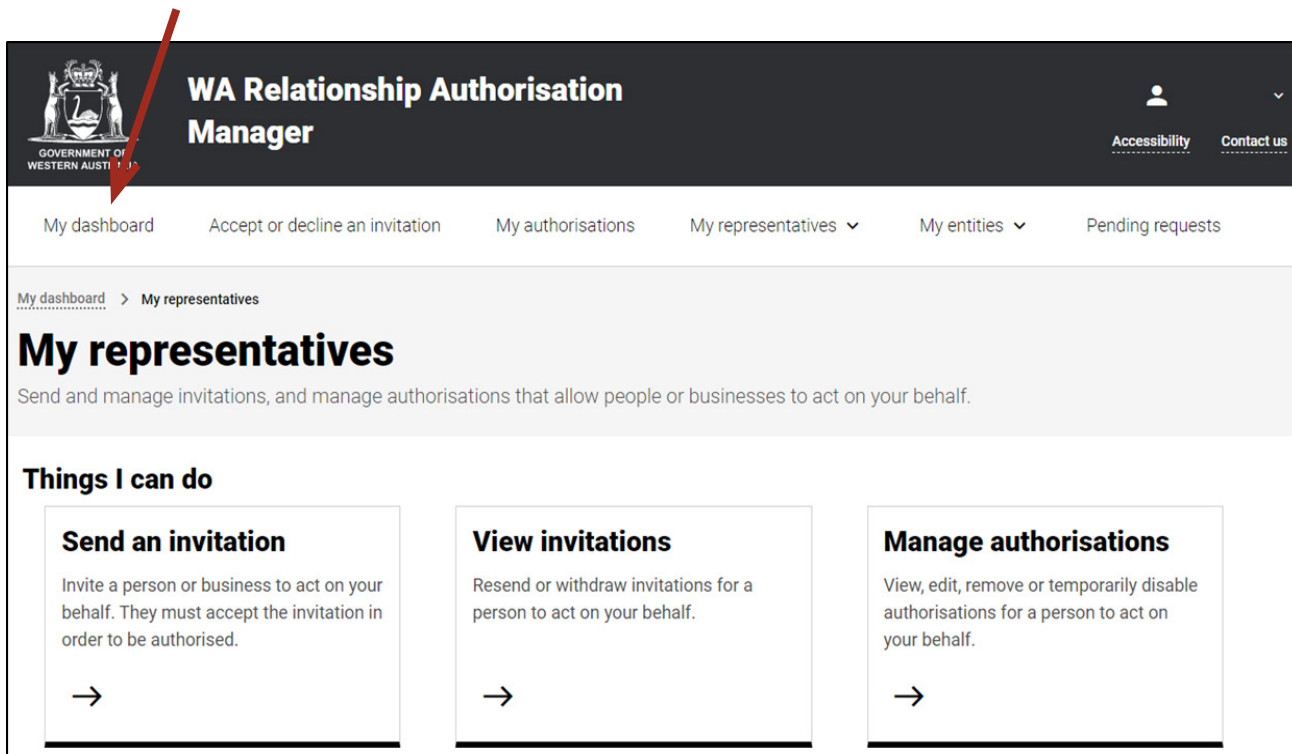 WA Relationship Authorisation
Manager
GOVERNMENT OF
WESTERN AUSTRALIA
Accessibility
Contact us
My dashboard
Accept or decline an invitation
My authorisations
My representatives
My entities
Pending requests
My dashboard > My representatives
My representatives
Send and manage invitations, and manage authorisations that allow people or businesses to act on your behalf.
Things I can do
Send an invitation
Invite a person or business to act on your
behalf. They must accept the invitation in
order to be authorised.
View invitations
Resend or withdraw invitations for a
person to act on your behalf.
Manage authorisations
View, edit, remove or temporarily disable
authorisations for a person to act on
your behalf.